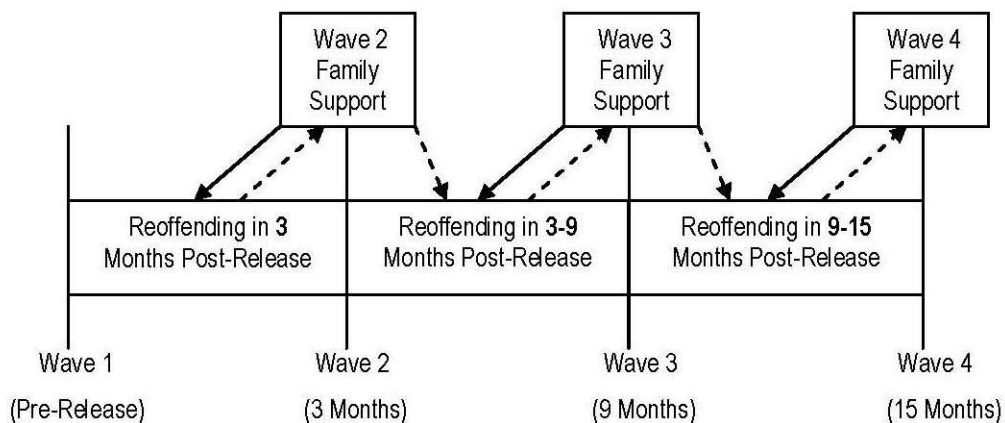 Wave 2
Family
Support
Wave 3
Family
Support
Wave 4
Family
Support
Reoffending in 3
Months Post-Release
Reoffending in 3-9
Months Post-Release
Reoffending in 9-15
Months Post-Release
Wave 1
(Pre-Release)
Wave 2
(3 Months)
Wave 3
(9 Months)
Wave 4
(15 Months)